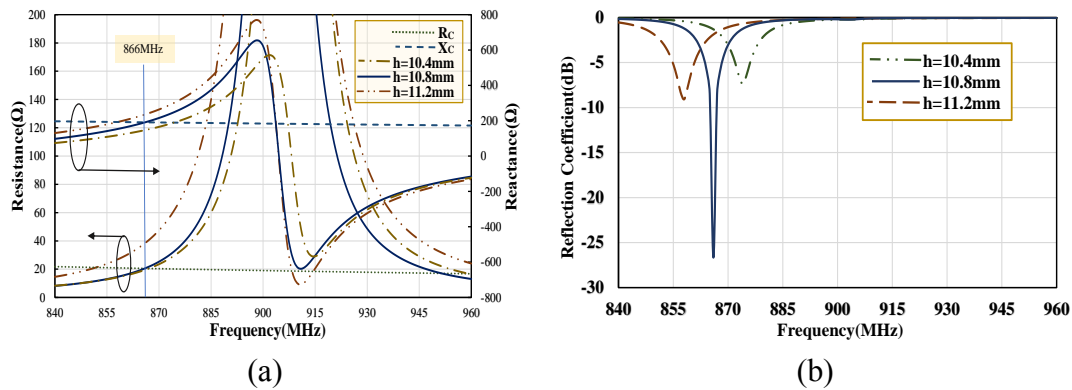 200
180
160
140
120
100
80
60
40
20
0
Resistance(Ω)
866MHz
R_C
X_C
h=10.4mm
h=10.8mm
h=11.2mm
800
600
400
200
0
-200
-400
-600
-800
Reactance(Ω)
840 855 870 885 900 915 930 945 960
Frequency(MHz)
(a)
0
-5
-10
-15
-20
-25
-30
Reflection Coefficient(dB)
h=10.4mm
h=10.8mm
h=11.2mm
840 855 870 885 900 915 930 945 960
Frequency(MHz)
(b)